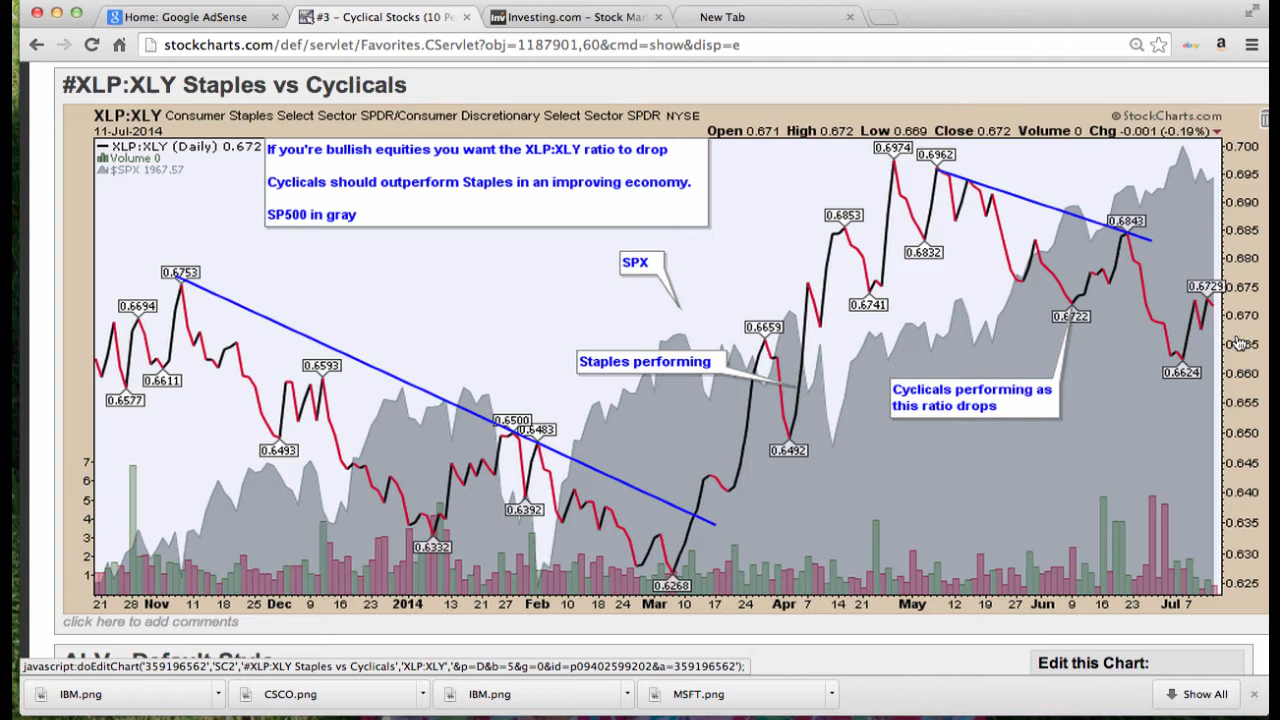 Home: Google AdSense
#3 – Cyclical Stocks (10 Pe
Investing.com – Stock Mar
New Tab
stockcharts.com/def/servlet/Favorites.CServlet?obj=1187901,60&cmd=show&disp=e
#XLP:XLY Staples vs Cyclicals
XLP:XLY Consumer Staples Select Sector SPDR/Consumer Discretionary Select Sector SPDR NYSE
© StockCharts.com
11-Jul-2014
Open 0.671 High 0.672 Low 0.669 Close 0.672 Volume 0 Chg -0.001 (-0.19%)
XLP:XLY (Daily) 0.672
Volume 0
$SPX 1967.57
If you're bullish equities you want the XLP:XLY ratio to drop
Cyclicals should outperform Staples in an improving economy.
SP500 in gray
SPX
Staples performing
Cyclicals performing as
this ratio drops
0.6577
0.6694
0.6611
0.6753
0.6493
0.6593
0.6332
0.6500
0.6392
0.6483
0.6268
0.6659
0.6492
0.6853
0.6741
0.6974
0.6832
0.6962
0.6722
0.6843
0.6624
0.6729
0.700
0.695
0.690
0.685
0.680
0.675
0.670
0.665
0.660
0.655
0.650
0.645
0.640
0.635
0.630
0.625
7
6
5
4
3
2
1
21 28 Nov 11 18 25 Dec 9 16 23 2014 13 21 27 Feb 10 18 24 Mar 10 17 24 Apr 7 14 21 May 12 19 27 Jun 9 16 23 Jul 7
click here to add comments
ALV – Default Style
Edit this Chart:
javascript:doEditChart('359196562','SC2','#XLP:XLY Staples vs Cyclicals','XLP:XLY','&p=D&b=5&g=0&id=p09402599202&a=359196562');
IBM.png
CSCO.png
IBM.png
MSFT.png
Show All